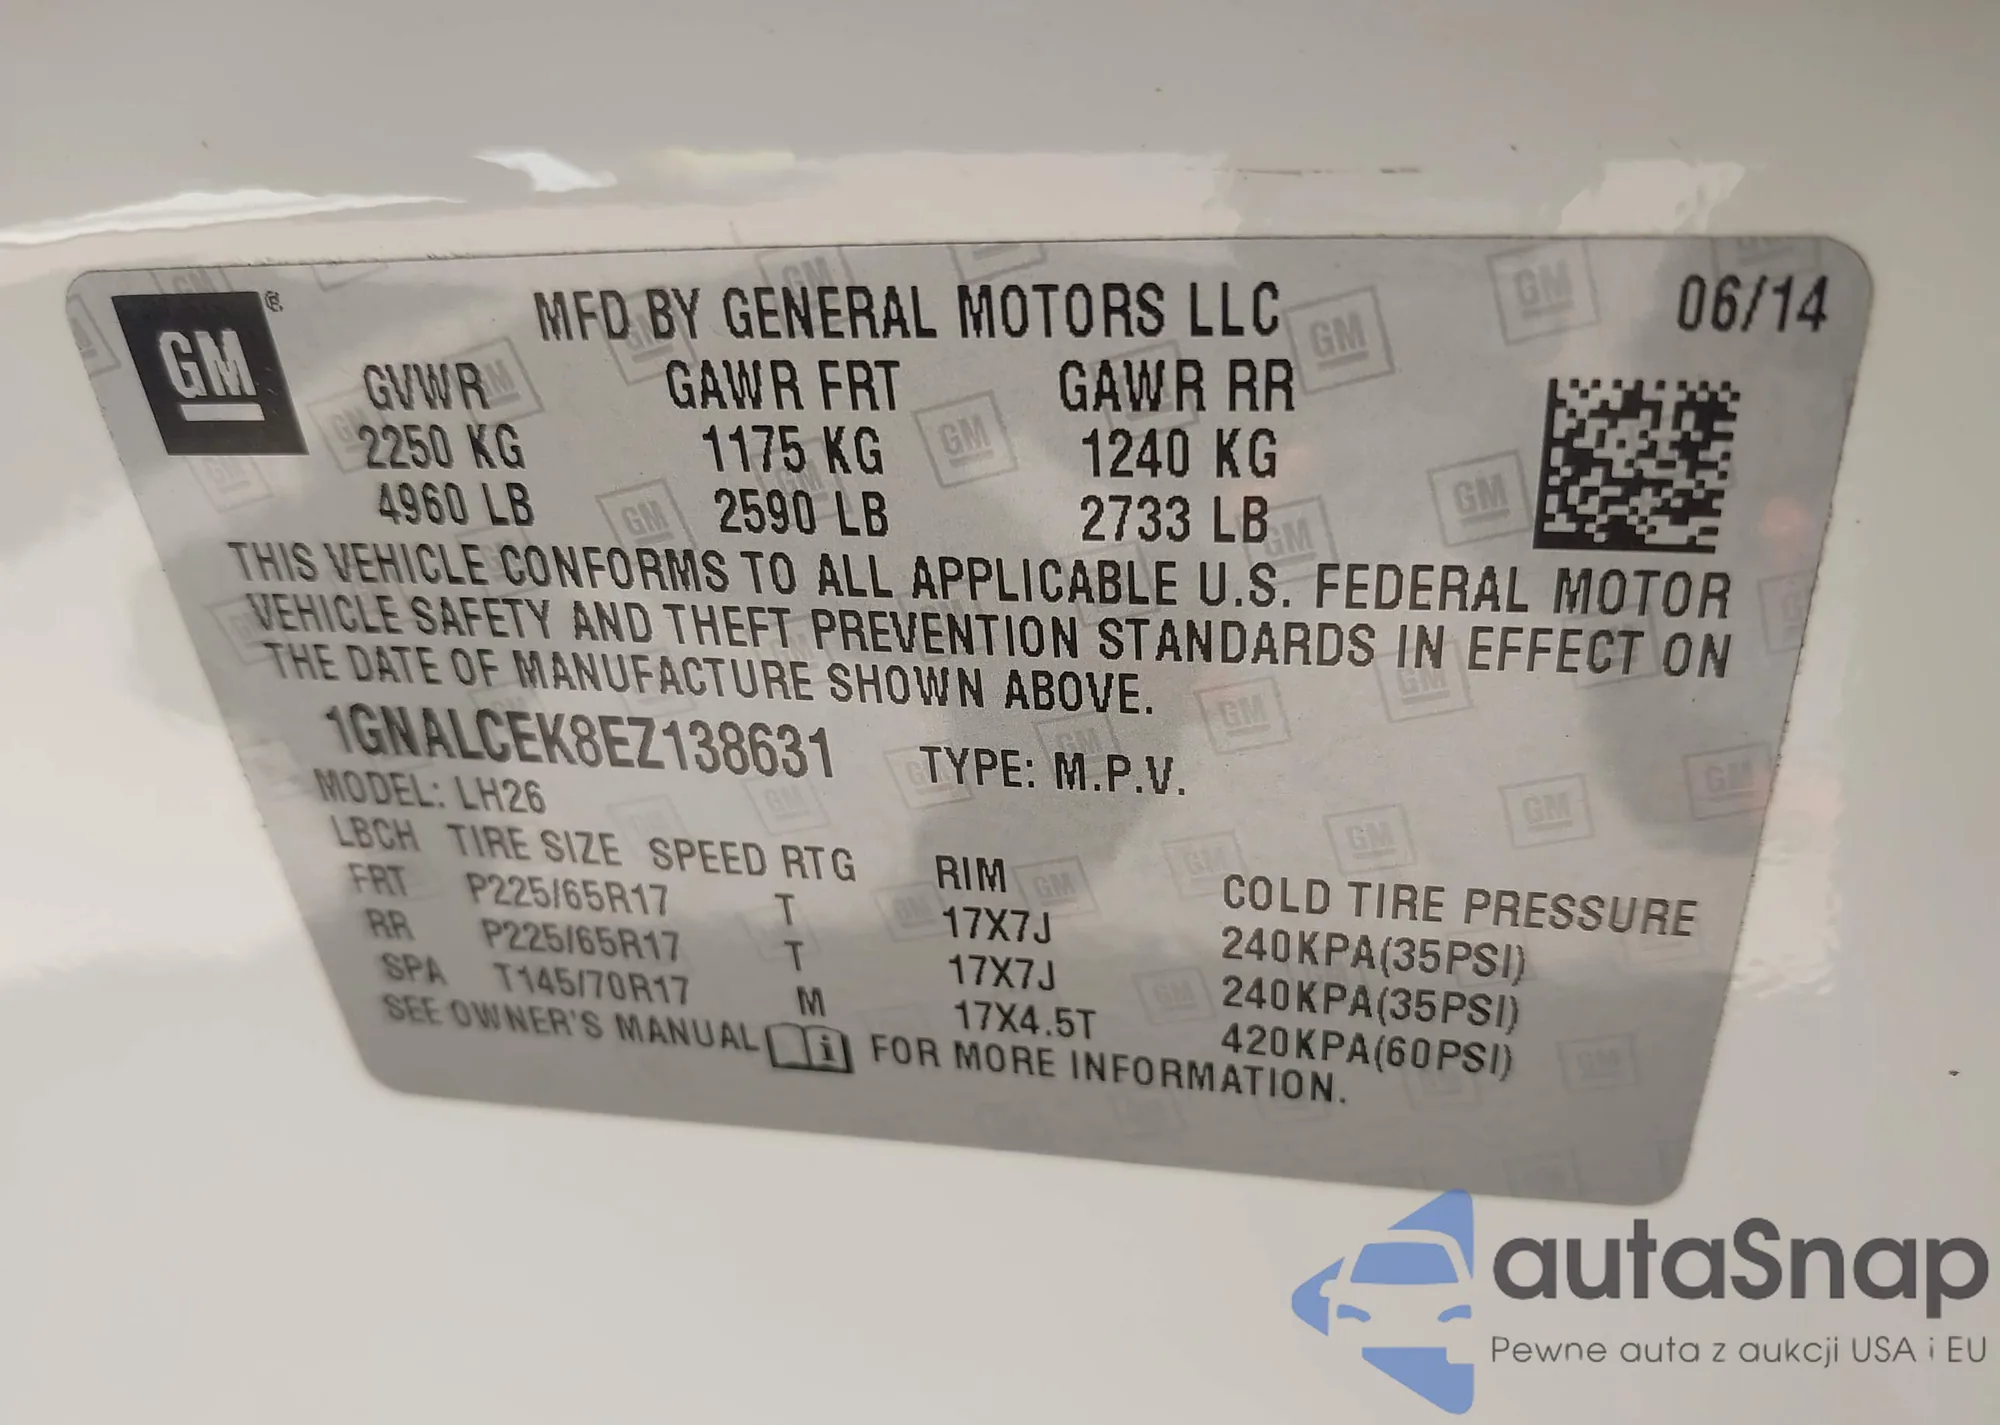 GM ®
MFD BY GENERAL MOTORS LLC 06/14
GVWR GAWR FRT GAWR RR
2250 KG 1175 KG 1240 KG
4960 LB 2590 LB 2733 LB
THIS VEHICLE CONFORMS TO ALL APPLICABLE U.S. FEDERAL MOTOR
VEHICLE SAFETY AND THEFT PREVENTION STANDARDS IN EFFECT ON
THE DATE OF MANUFACTURE SHOWN ABOVE.
1GNALCEK8EZ138631 TYPE: M.P.V.
MODEL: LH26
LBCH TIRE SIZE SPEED RTG RIM COLD TIRE PRESSURE
FRT P225/65R17 T 17X7J 240KPA(35PSI)
RR P225/65R17 T 17X7J 240KPA(35PSI)
SPA T145/70R17 M 17X4.5T 420KPA(60PSI)
SEE OWNER'S MANUAL i FOR MORE INFORMATION.
autaSnap
Pewne auta z aukcji USA i EU